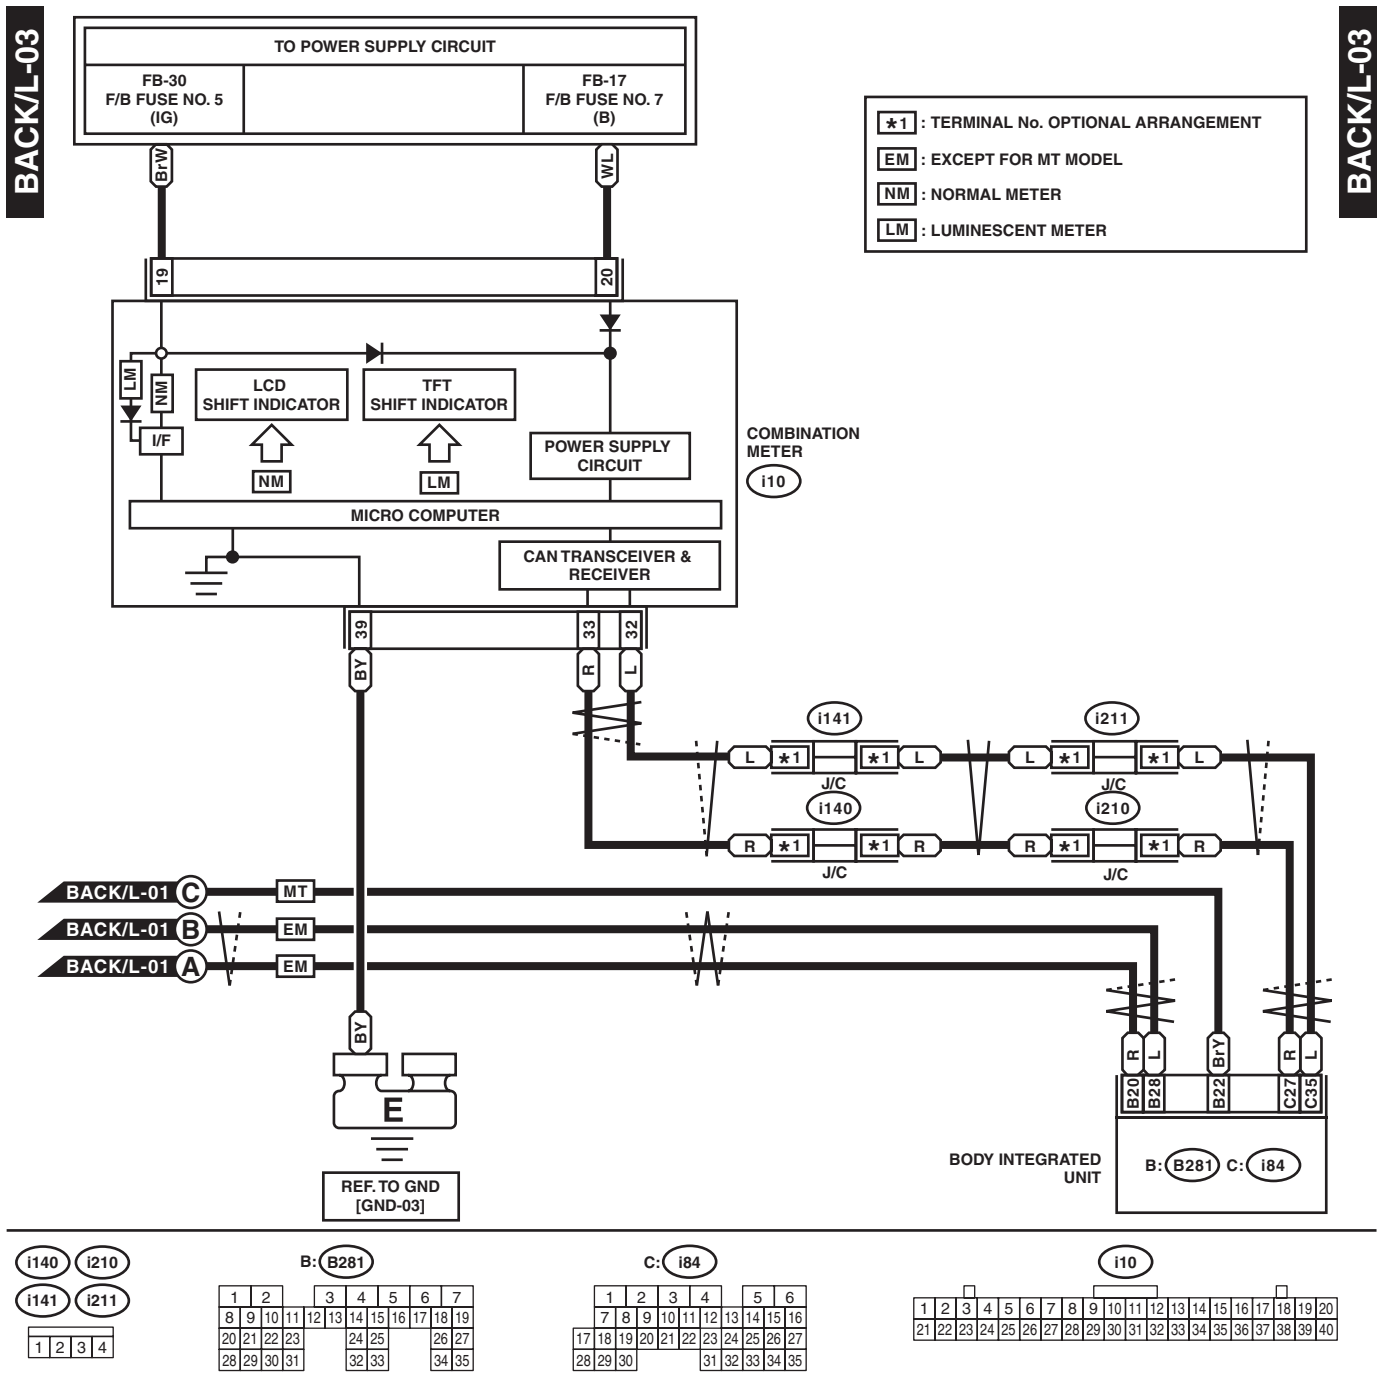 BACK/L-03
BACK/L-03
TO POWER SUPPLY CIRCUIT
FB-30
F/B FUSE NO. 5
(IG)
FB-17
F/B FUSE NO. 7
(B)
*1 : TERMINAL No. OPTIONAL ARRANGEMENT
EM : EXCEPT FOR MT MODEL
NM : NORMAL METER
LM : LUMINESCENT METER
BrW
WL
19
20
LM
NM
I/F
LCD
SHIFT INDICATOR
NM
TFT
SHIFT INDICATOR
LM
POWER SUPPLY
CIRCUIT
COMBINATION
METER
i10
MICRO COMPUTER
CAN TRANSCEIVER &
RECEIVER
39
33
32
BY
R
L
i141
i211
L *1 *1 L L *1 *1 L
J/C
J/C
i140
i210
R *1 *1 R R *1 *1 R
J/C
J/C
BACK/L-01 C MT
BACK/L-01 B EM
BACK/L-01 A EM
BY
R
L
BrY
R
L
B20
B28
B22
C27
C35
E
REF. TO GND
[GND-03]
BODY INTEGRATED
UNIT
B: B281 C: i84
i140 i210
i141 i211
1 2 3 4
B: B281
1 2 3 4 5 6 7
8 9 10 11 12 13 14 15 16 17 18 19
20 21 22 23 24 25 26 27
28 29 30 31 32 33 34 35
C: i84
1 2 3 4 5 6
7 8 9 10 11 12 13 14 15 16
17 18 19 20 21 22 23 24 25 26 27
28 29 30 31 32 33 34 35
i10
1 2 3 4 5 6 7 8 9 10 11 12 13 14 15 16 17 18 19 20
21 22 23 24 25 26 27 28 29 30 31 32 33 34 35 36 37 38 39 40